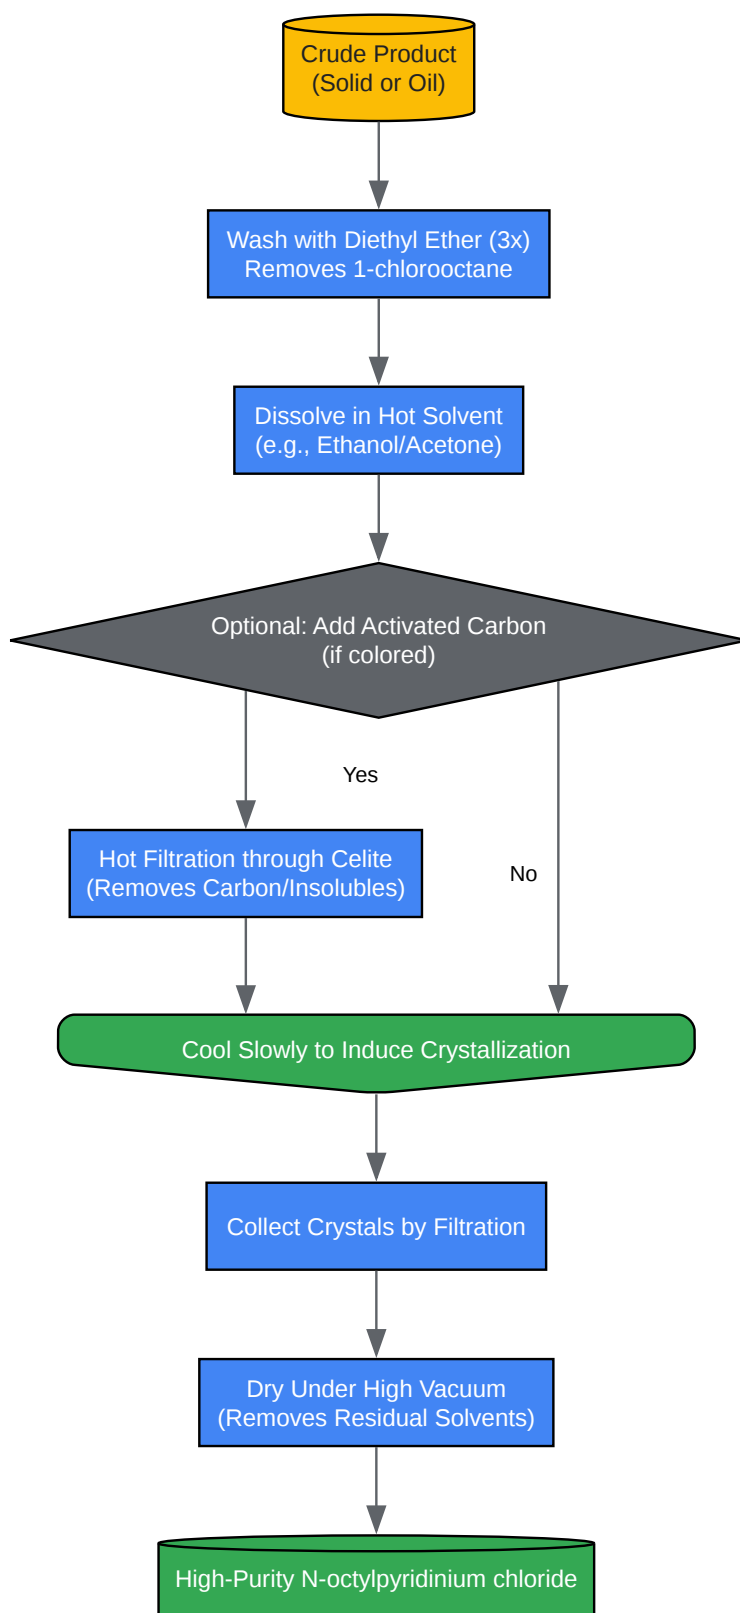 Crude Product
(Solid or Oil)
Wash with Diethyl Ether (3x)
Removes 1-chlorooctane
Dissolve in Hot Solvent
(e.g., Ethanol/Acetone)
Optional: Add Activated Carbon
(if colored)
Yes
Hot Filtration through Celite
(Removes Carbon/Insolubles)
No
Cool Slowly to Induce Crystallization
Collect Crystals by Filtration
Dry Under High Vacuum
(Removes Residual Solvents)
High-Purity N-octylpyridinium chloride